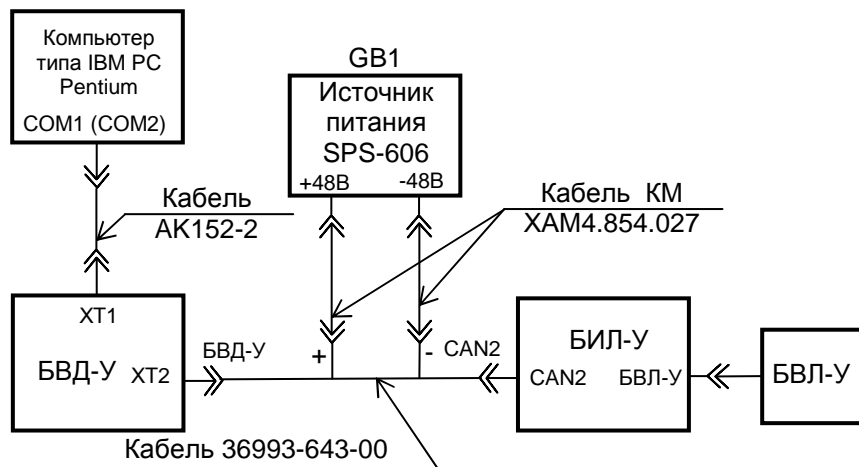 Компьютер
типа IBM PC
Pentium
COM1 (COM2)
GB1
Источник
питания
SPS-606
+48В
-48В
Кабель
АК152-2
Кабель КМ
ХАМ4.854.027
XT1
БВД-У
XT2
БВД-У
+
-
CAN2
БИЛ-У
CAN2
БВЛ-У
БВЛ-У
Кабель 36993-643-00